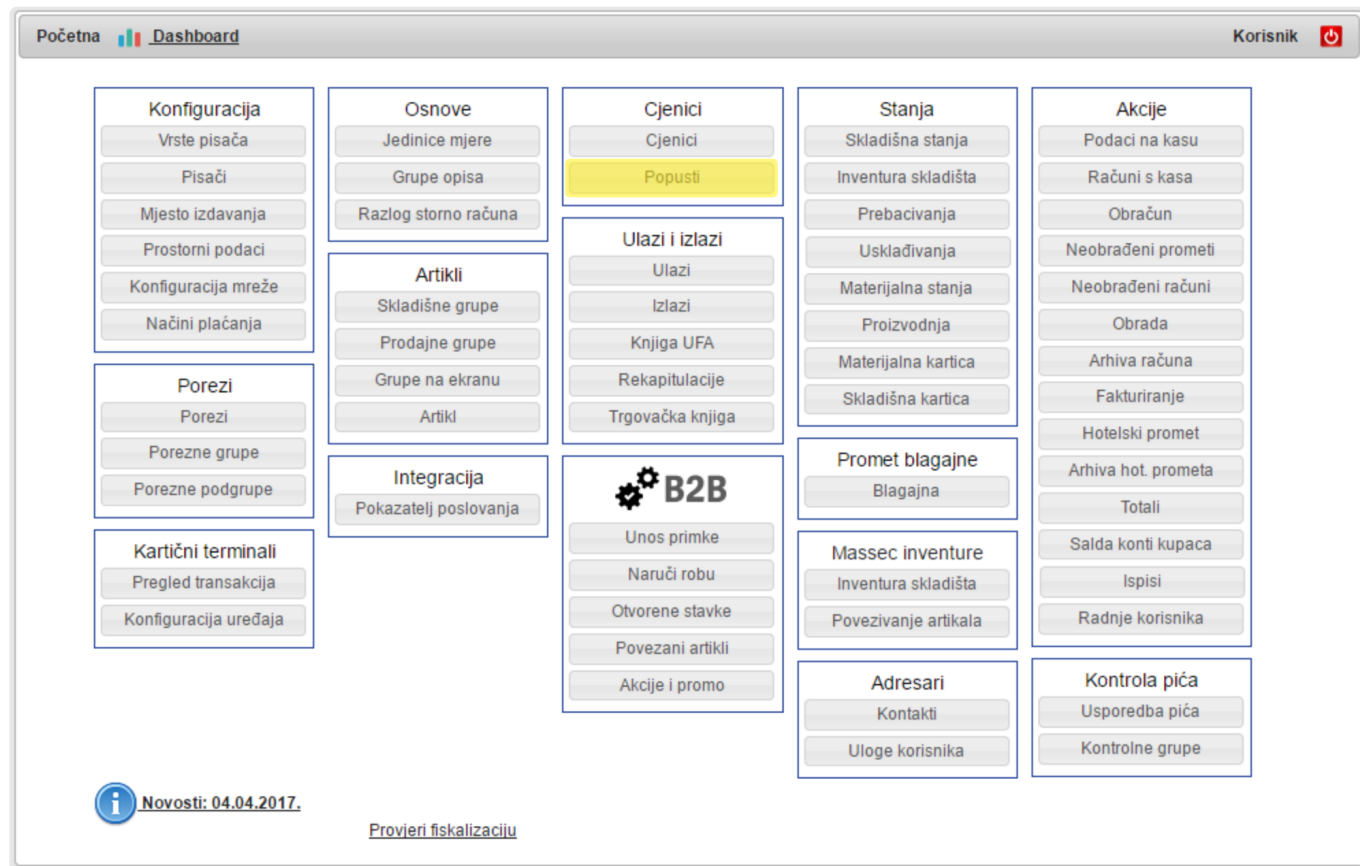 Početna Dashboard Korisnik
Konfiguracija
Vrste pisača
Pisači
Mjesto izdavanja
Prostorni podaci
Konfiguracija mreže
Načini plaćanja
Porezi
Porezi
Porezne grupe
Porezne podgrupe
Kartični terminali
Pregled transakcija
Konfiguracija uređaja
Osnove
Jedinice mjere
Grupe opisa
Razlog storno računa
Artikli
Skladišne grupe
Prodajne grupe
Grupe na ekranu
Artikl
Integracija
Pokazatelj poslovanja
Cjenici
Cjenici
Popusti
Ulazi i izlazi
Ulazi
Izlazi
Knjiga UFA
Rekapitulacije
Trgovačka knjiga
B2B
Unos primke
Naruči robu
Otvorene stavke
Povezani artikli
Akcije i promo
Stanja
Skladišna stanja
Inventura skladišta
Prebacivanja
Usklađivanja
Materijalna stanja
Proizvodnja
Materijalna kartica
Skladišna kartica
Promet blagajne
Blagajna
Massec inventure
Inventura skladišta
Povezivanje artikala
Adresari
Kontakti
Uloge korisnika
Akcije
Podaci na kasu
Računi s kasa
Obračun
Neobrađeni prometi
Neobrađeni računi
Obrada
Arhiva računa
Fakturiranje
Hotelski promet
Arhiva hot. prometa
Totali
Salda konti kupaca
Ispisi
Radnje korisnika
Kontrola pića
Usporedba pića
Kontrolne grupe
Novosti: 04.04.2017.
Provjeri fiskalizaciju